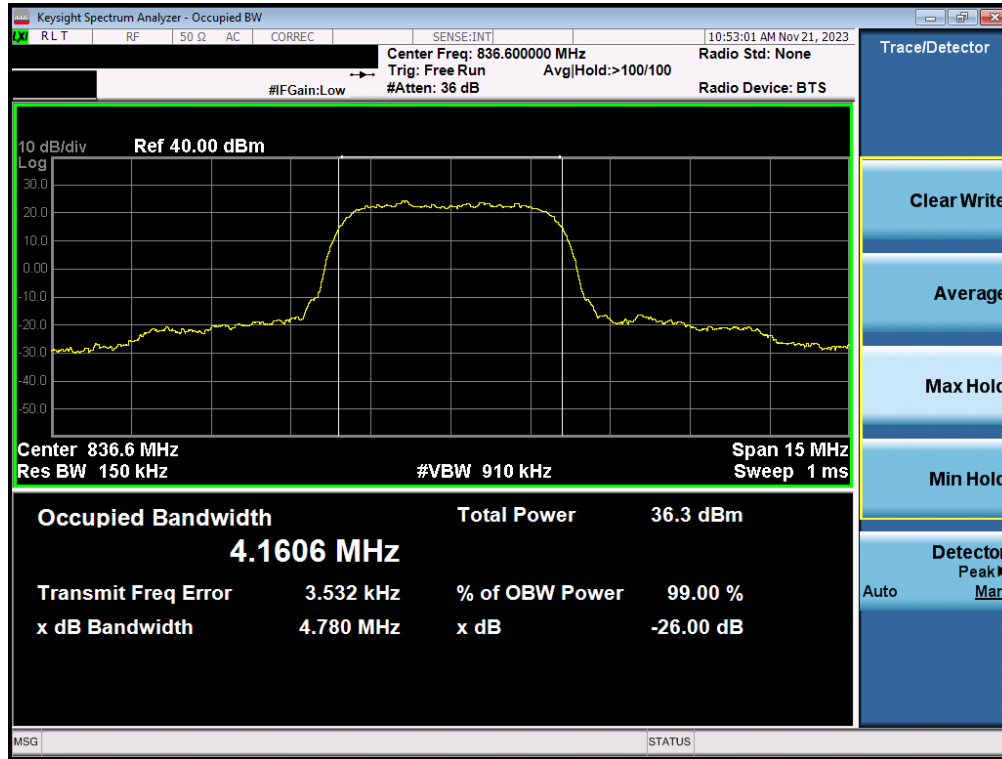 Keysight Spectrum Analyzer - Occupied BW
LXI RLT RF 50 Ω AC CORREC SENSE:INT 10:53:01 AM Nov 21, 2023
Center Freq: 836.600000 MHz Radio Std: None
Trig: Free Run Avg|Hold:>100/100
#IFGain:Low #Atten: 36 dB Radio Device: BTS
10 dB/div Ref 40.00 dBm
Log
30.0
20.0
10.0
0.00
-10.0
-20.0
-30.0
-40.0
-50.0
Center 836.6 MHz Span 15 MHz
Res BW 150 kHz #VBW 910 kHz Sweep 1 ms
Occupied Bandwidth Total Power 36.3 dBm
4.1606 MHz
Transmit Freq Error 3.532 kHz % of OBW Power 99.00 %
x dB Bandwidth 4.780 MHz x dB -26.00 dB
MSG STATUS
Trace/Detector
Clear Write
Average
Max Hold
Min Hold
Detector
Peak
Auto Man